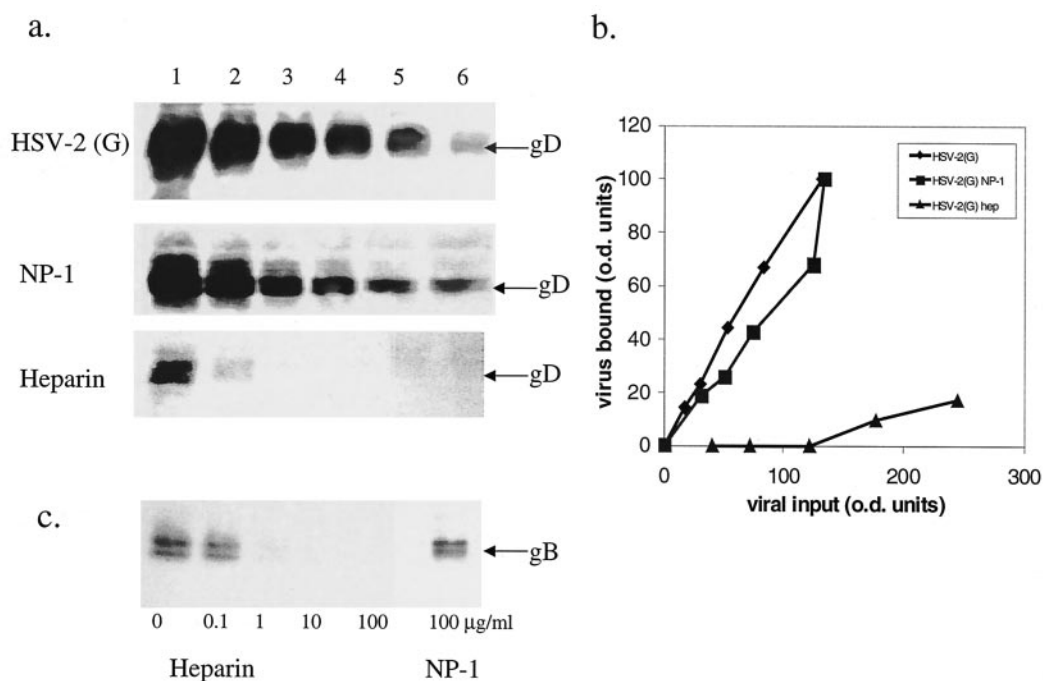 a.
1 2 3 4 5 6
HSV-2 (G)
gD
NP-1
gD
Heparin
gD
b.
120
100
80
60
40
20
0
virus bound (o.d. units)
HSV-2(G)
HSV-2(G) NP-1
HSV-2(G) hep
0 100 200 300
viral input (o.d. units)
c.
gB
0 0.1 1 10 100 100 μg/ml
Heparin NP-1